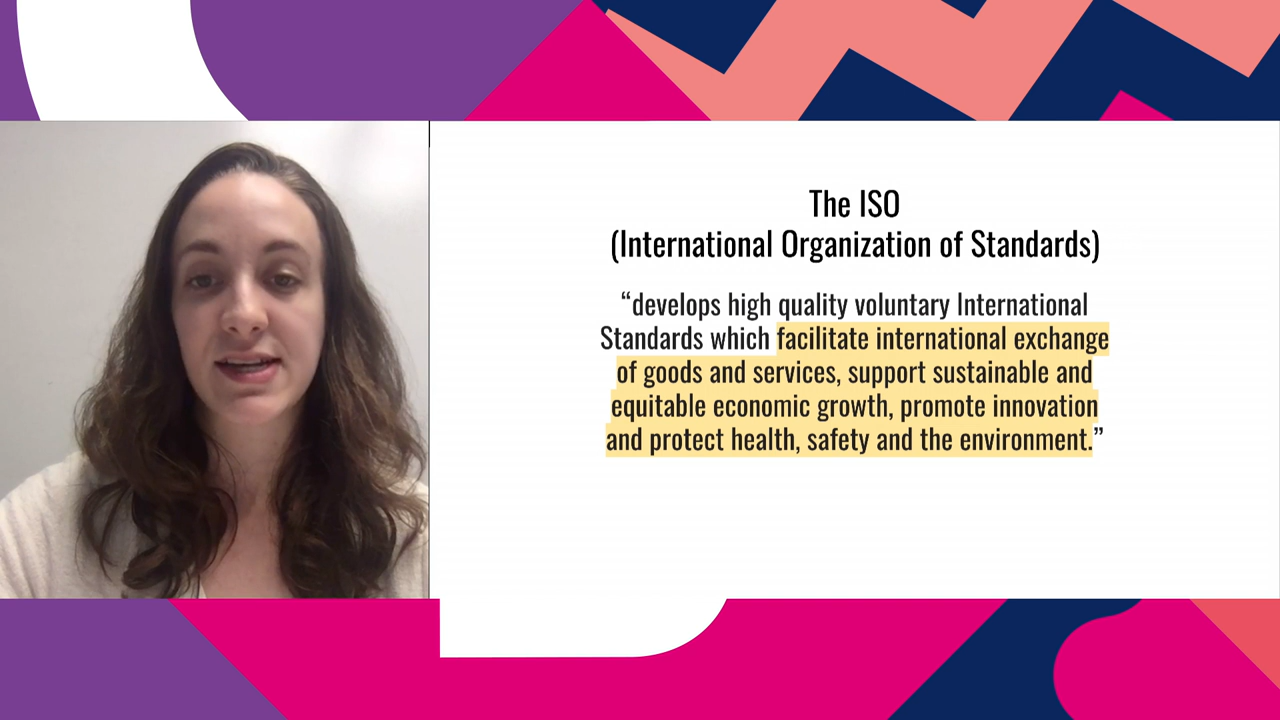 The ISO
(International Organization of Standards)
“develops high quality voluntary International
Standards which facilitate international exchange
of goods and services, support sustainable and
equitable economic growth, promote innovation
and protect health, safety and the environment.”